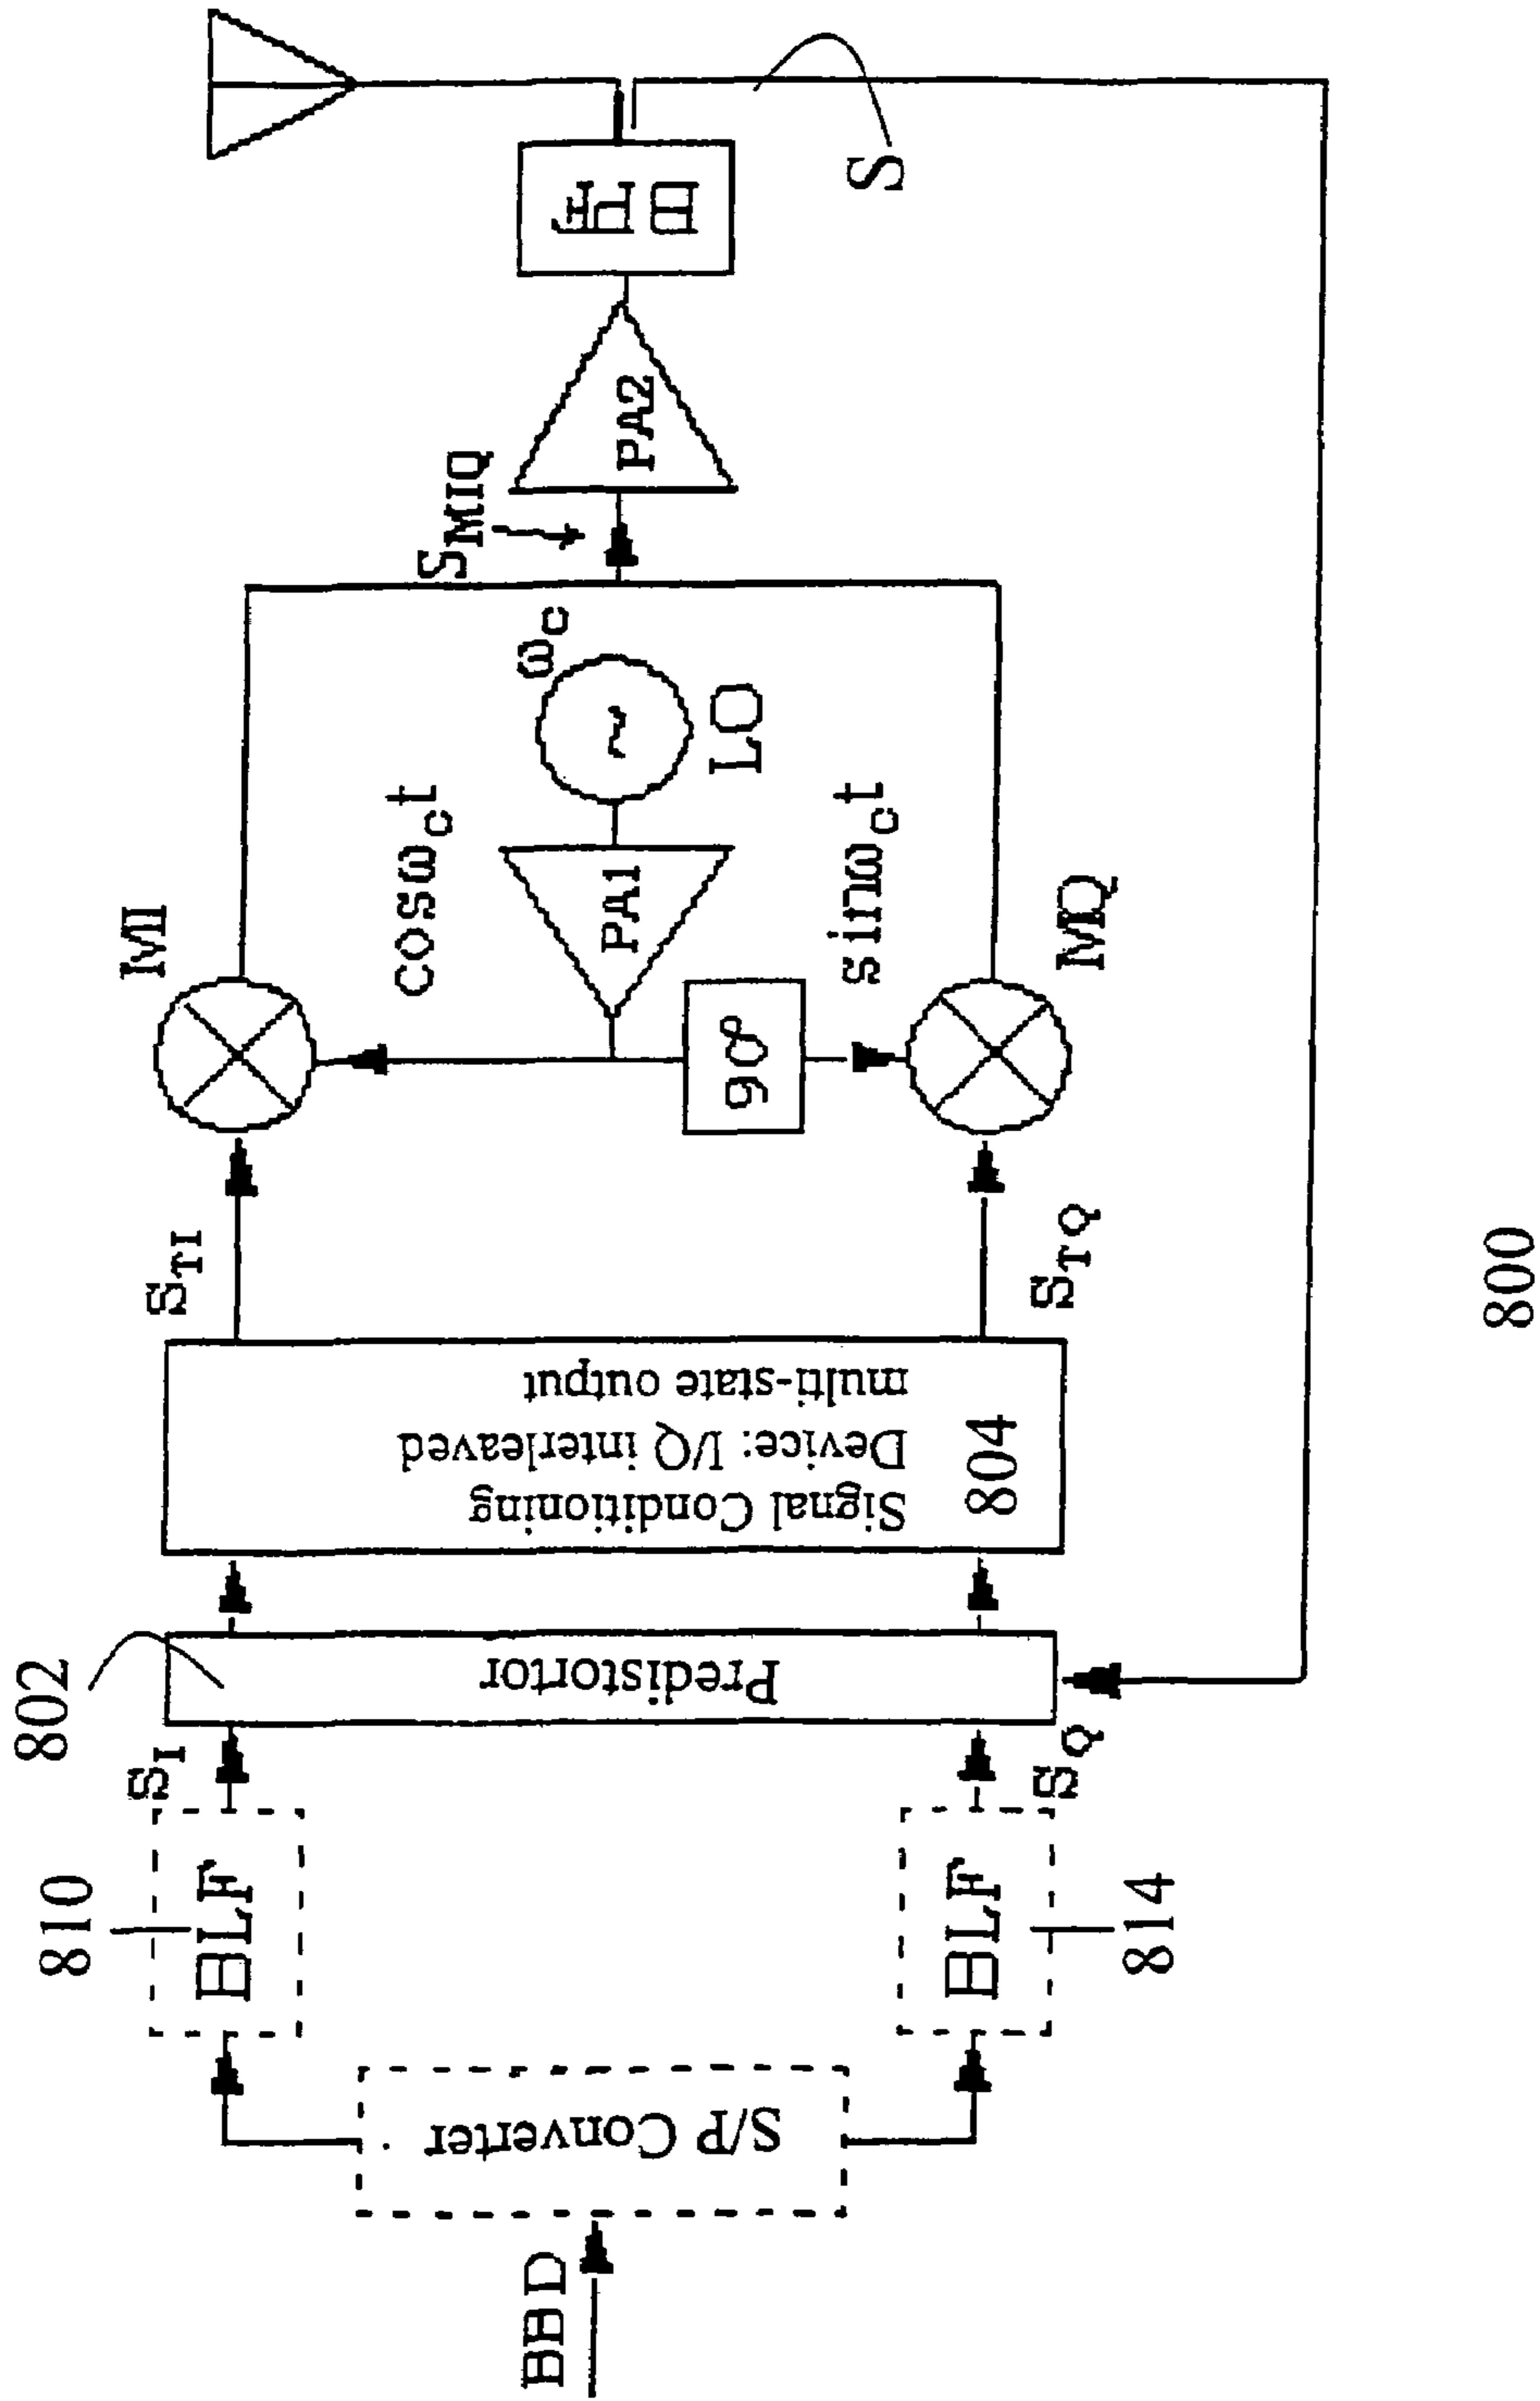 BBD
S/P Converter
810
BLF
BLF
814
S_I
S_Q
802
Predistortor
Signal Conditioning
Device: I/Q interleaved
multi-state output
804
S_TI
S_TQ
MI
cosω_ct
PA1
90°
sinω_ct
MQ
ω_c
~
LO
S_MIQ
PA2
BPF
S
800